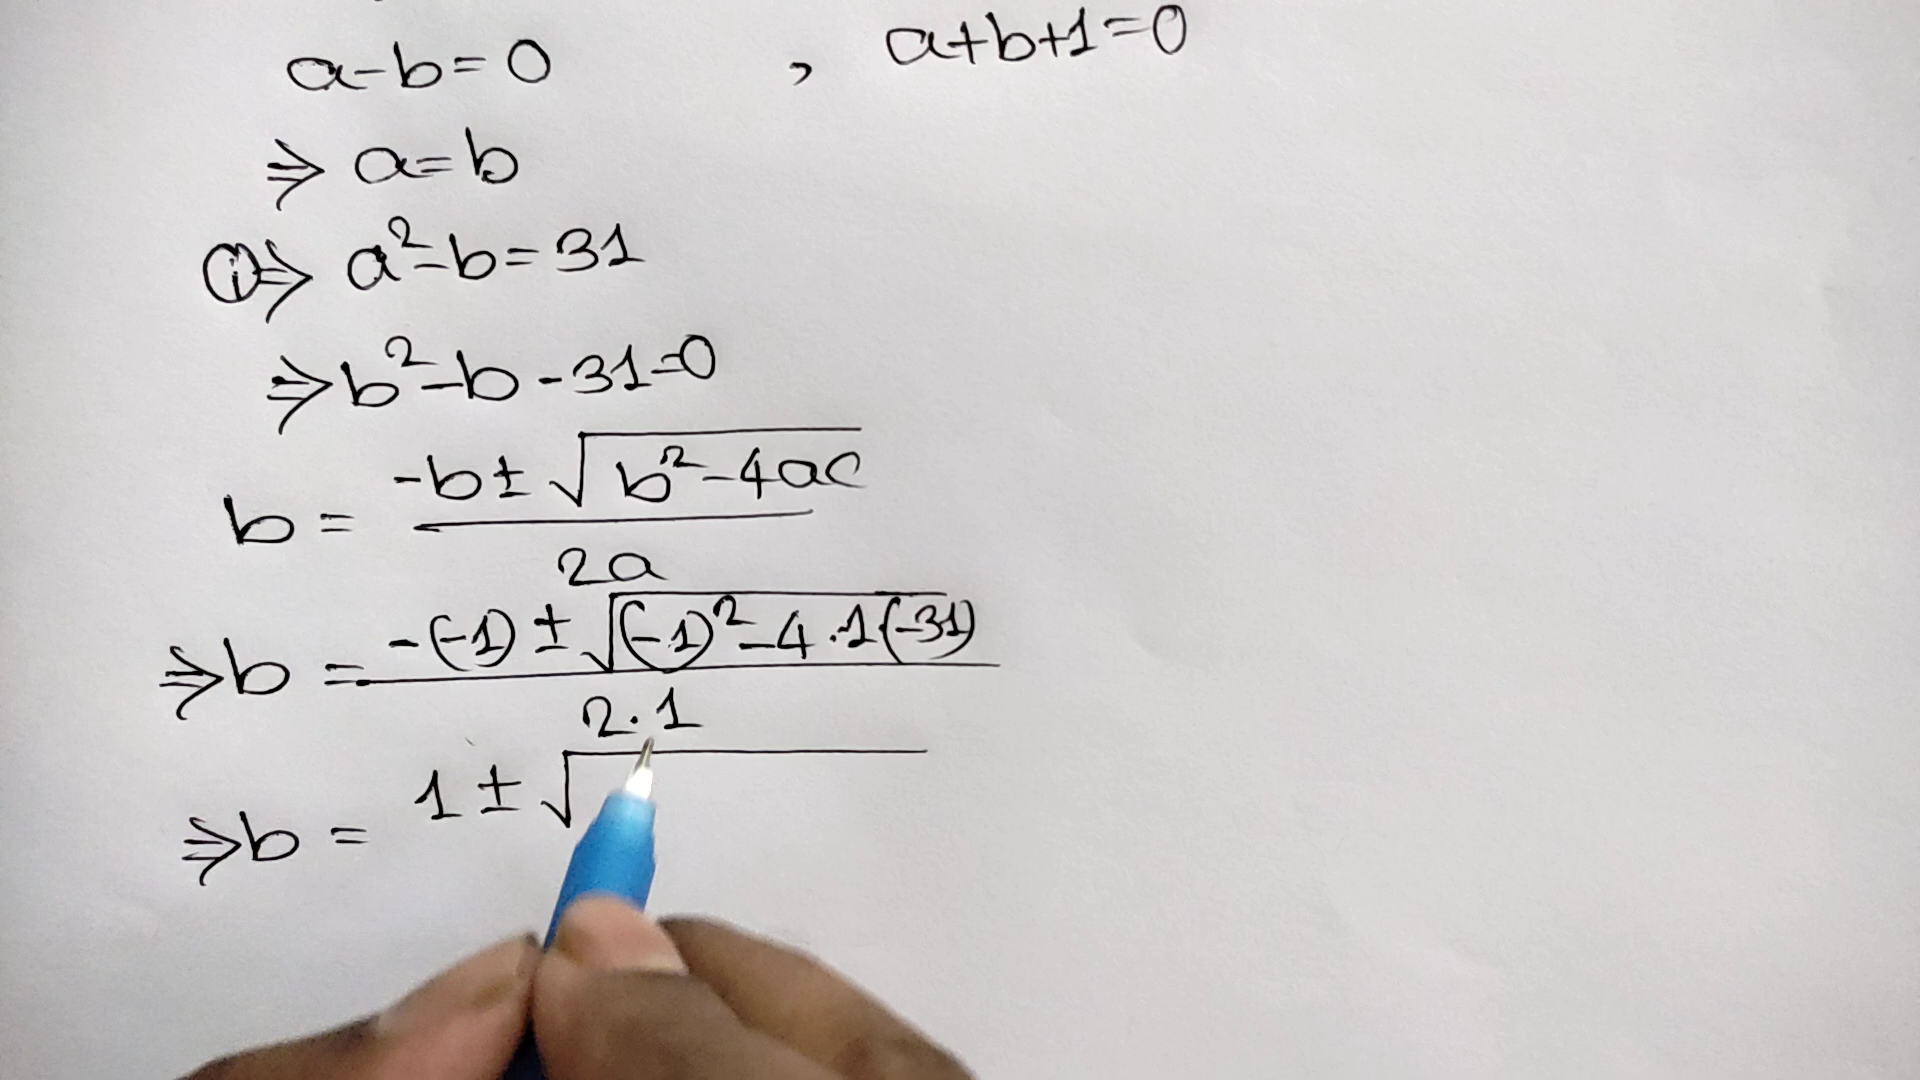 a-b=0 , a+b+1=0
⇒ a=b
ⓘ⇒ a²-b=31
⇒ b²-b-31=0
b = (-b±√(b²-4ac))/(2a)
⇒ b = (-(-1)±√((-1)²-4·1(-31)))/(2·1)
⇒ b = 1±√